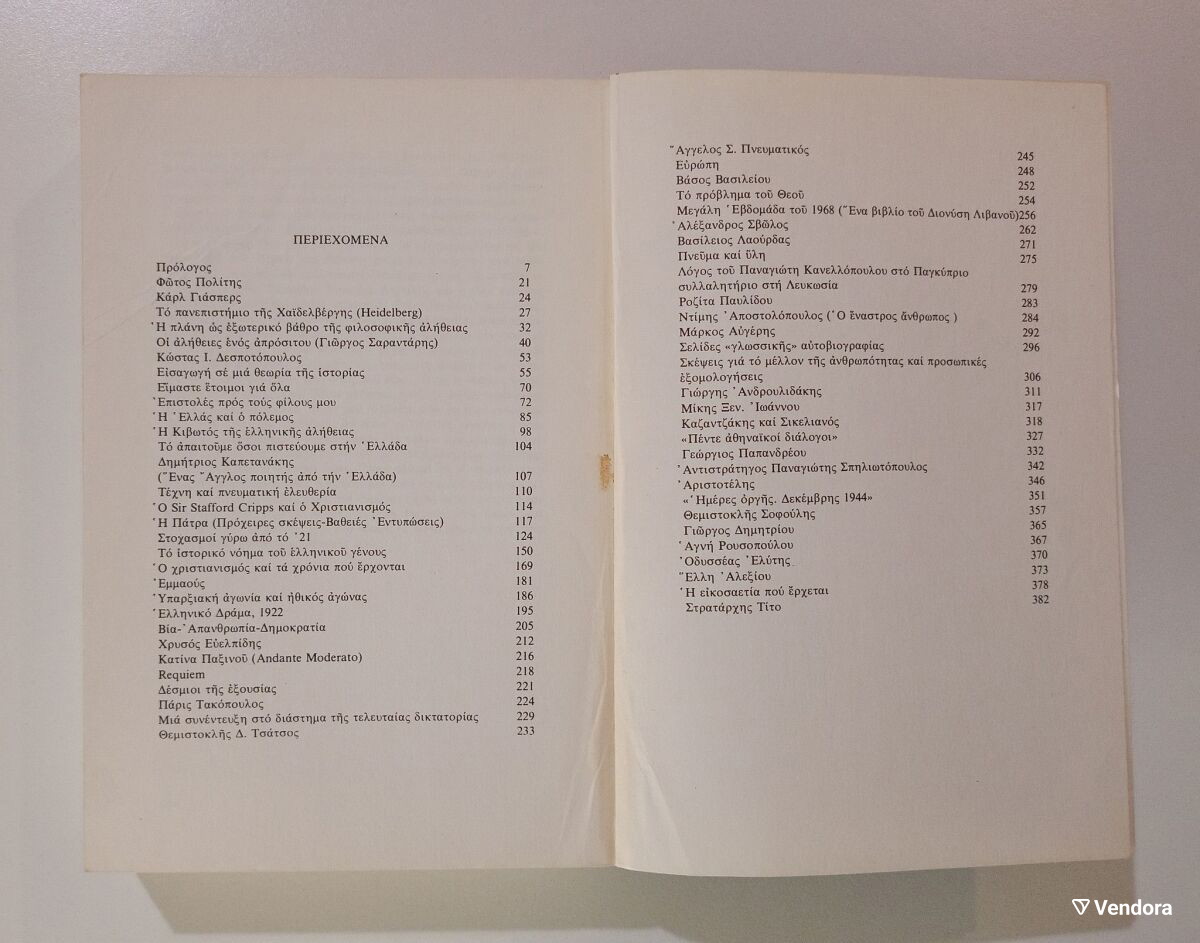 ΠΕΡΙΕΧΟΜΕΝΑ
Πρόλογος 7
Φῶτος Πολίτης 21
Κάρλ Γιάσπερς 24
Τό πανεπιστήμιο τῆς Χαϊδελβέργης (Heidelberg) 27
Ἡ πλάνη ὡς ἐξωτερικό βάθρο τῆς φιλοσοφικῆς ἀλήθειας 32
Οἱ ἀλήθειες ἑνός ἀπρόσιτου (Γιῶργος Σαραντάρης) 40
Κώστας Ι. Δεσποτόπουλος 53
Εἰσαγωγή σέ μιά θεωρία τῆς ἱστορίας 55
Εἴμαστε ἕτοιμοι γιά ὅλα 70
Ἐπιστολές πρός τούς φίλους μου 72
Ἡ Ἑλλάς καί ὁ πόλεμος 85
Ἡ Κιβωτός τῆς ἑλληνικῆς ἀλήθειας 98
Τό ἀπαιτοῦμε ὅσοι πιστεύουμε στήν Ἑλλάδα 104
Δημήτριος Καπετανάκης
(Ἕνας Ἄγγλος ποιητής ἀπό τήν Ἑλλάδα) 107
Τέχνη καί πνευματική ἐλευθερία 110
Ὁ Sir Stafford Cripps καί ὁ Χριστιανισμός 114
Ἡ Πάτρα (Πρόχειρες σκέψεις-Βαθειές Ἐντυπώσεις) 117
Στοχασμοί γύρω ἀπό τό ᾿21 124
Τό ἱστορικό νόημα τοῦ ἑλληνικοῦ γένους 150
Ὁ χριστιανισμός καί τά χρόνια πού ἔρχονται 169
Ἐμμαούς 181
Ὑπαρξιακή ἀγωνία καί ἠθικός ἀγώνας 186
Ἑλληνικό Δράμα, 1922 195
Βία-Ἀπανθρωπία-Δημοκρατία 205
Χρυσός Εὐελπίδης 212
Κατίνα Παξινοῦ (Andante Moderato) 216
Requiem 218
Δέσμιοι τῆς ἐξουσίας 221
Πάρις Τακόπουλος 224
Μιά συνέντευξη στό διάστημα τῆς τελευταίας δικτατορίας 229
Θεμιστοκλῆς Δ. Τσάτσος 233
Ἄγγελος Σ. Πνευματικός 245
Εὐρώπη 248
Βάσος Βασιλείου 252
Τό πρόβλημα τοῦ Θεοῦ 254
Μεγάλη Ἑβδομάδα τοῦ 1968 (Ἕνα βιβλίο τοῦ Διονύση Λιβανοῦ) 256
Ἀλέξανδρος Σβῶλος 262
Βασίλειος Λαούρδας 271
Πνεῦμα καί ὕλη 275
Λόγος τοῦ Παναγιώτη Κανελλόπουλου στό Παγκύπριο
συλλαλητήριο στή Λευκωσία 279
Ροζίτα Παυλίδου 283
Ντίμης Ἀποστολόπουλος (Ὁ ἔναστρος ἄνθρωπος) 284
Μάρκος Αὐγέρης 292
Σελίδες «γλωσσικῆς» αὐτοβιογραφίας 296
Σκέψεις γιά τό μέλλον τῆς ἀνθρωπότητας καί προσωπικές
ἐξομολογήσεις 306
Γιώργης Ἀνδρουλιδάκης 311
Μίκης Ξεν. Ἰωάννου 317
Καζαντζάκης καί Σικελιανός 318
«Πέντε ἀθηναϊκοί διάλογοι» 327
Γεώργιος Παπανδρέου 332
Ἀντιστράτηγος Παναγιώτης Σπηλιωτόπουλος 342
Ἀριστοτέλης 346
«Ἡμέρες ὀργῆς. Δεκέμβρης 1944» 351
Θεμιστοκλῆς Σοφούλης 357
Γιῶργος Δημητρίου 365
Ἁγνή Ρουσοπούλου 367
Ὀδυσσέας Ἐλύτης 370
Ἕλλη Ἀλεξίου 373
Ἡ εἰκοσαετία πού ἔρχεται 378
Στρατάρχης Τίτο 382
Vendora